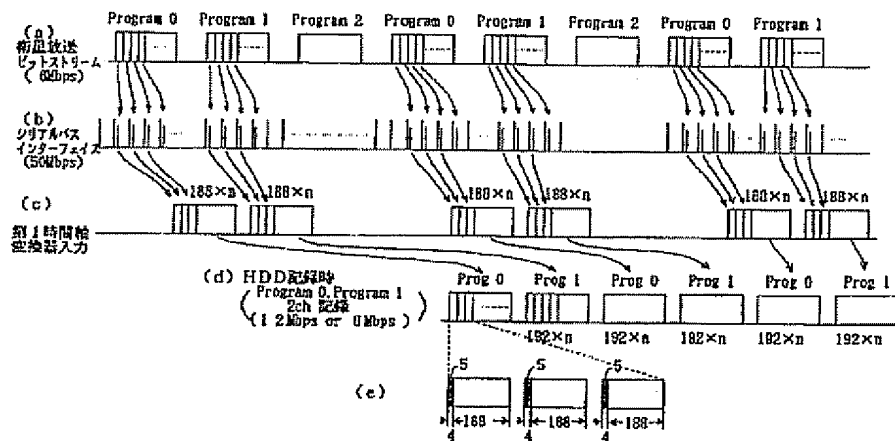 Program 0 Program 1 Program 2 Program 0 Program 1 Program 2 Program 0 Program 1
(a)
衛星放送
ビットストリーム
(6Mbps)
(b)
シリアルバス
インターフェイス
(50Mbps)
188×n 188×n 188×n 188×n 188×n 188×n
(c)
第1時間軸
変換器入力
(d) HDD記録時
Program 0,Program 1
2ch 記録
Prog 0 Prog 1 Prog 0 Prog 1 Prog 0 Prog 1
192×n 192×n 192×n 192×n 192×n
(e)
S S S
188 188 188
4 4 4